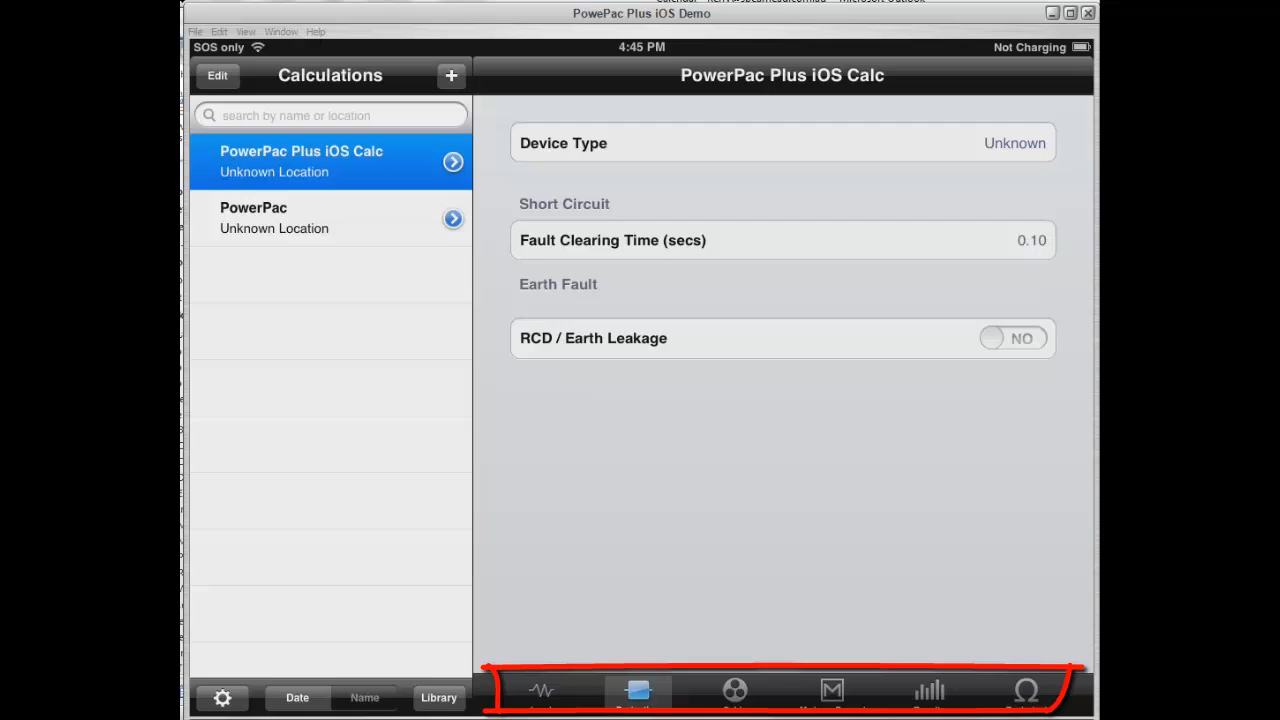 PowePac Plus iOS Demo
File Edit View Window Help
SOS only 4:45 PM Not Charging
Edit Calculations + PowerPac Plus iOS Calc
search by name or location
PowerPac Plus iOS Calc
Unknown Location
PowerPac
Unknown Location
Device Type Unknown
Short Circuit
Fault Clearing Time (secs) 0.10
Earth Fault
RCD / Earth Leakage NO
Date Name Library